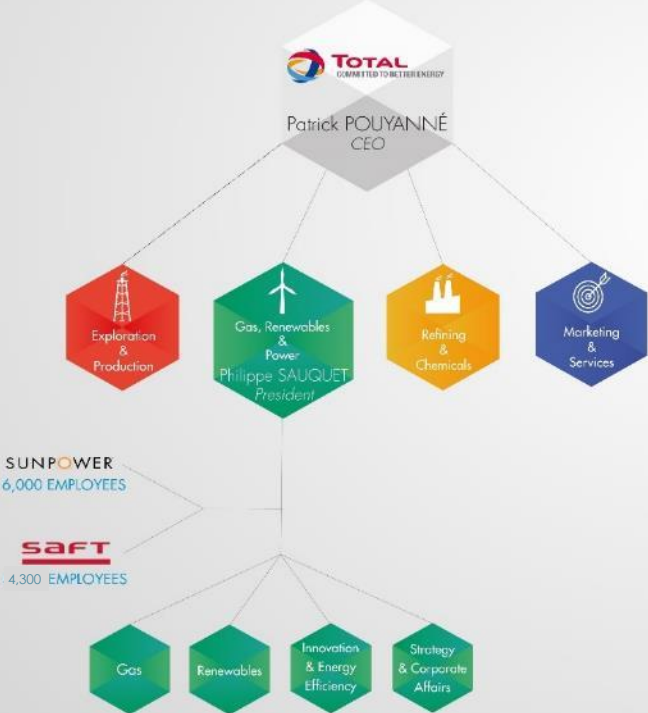 TOTAL
COMMITTED TO BETTER ENERGY
Patrick POUYANNÉ
CEO
Exploration
&
Production
Gas, Renewables
&
Power
Philippe SAUQUET
President
Refining
&
Chemicals
Marketing
&
Services
SUNPOWER
6,000 EMPLOYEES
SAFT
4,300 EMPLOYEES
Gas
Renewables
Innovation
& Energy
Efficiency
Strategy
& Corporate
Affairs